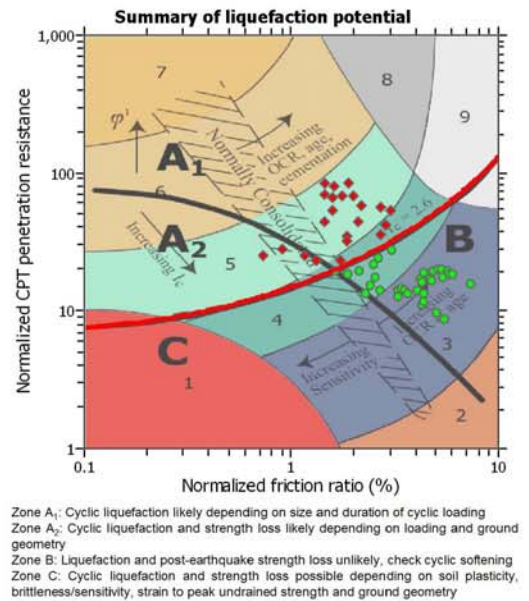 Summary of liquefaction potential
1,000
7
8
9
φ'
Increasing
OCR, age,
cementation
Normally Consolidated
A1
100
6
Ic = 2.6
A2
B
Increasing Ic
5
10
4
Increasing
OCR, age
C
3
Increasing
Sensitivity
1
2
1
0.1
1
10
Normalized CPT penetration resistance
Normalized friction ratio (%)
Zone A1: Cyclic liquefaction likely depending on size and duration of cyclic loading
Zone A2: Cyclic liquefaction and strength loss likely depending on loading and ground
geometry
Zone B: Liquefaction and post-earthquake strength loss unlikely, check cyclic softening
Zone C: Cyclic liquefaction and strength loss possible depending on soil plasticity,
brittleness/sensitivity, strain to peak undrained strength and ground geometry